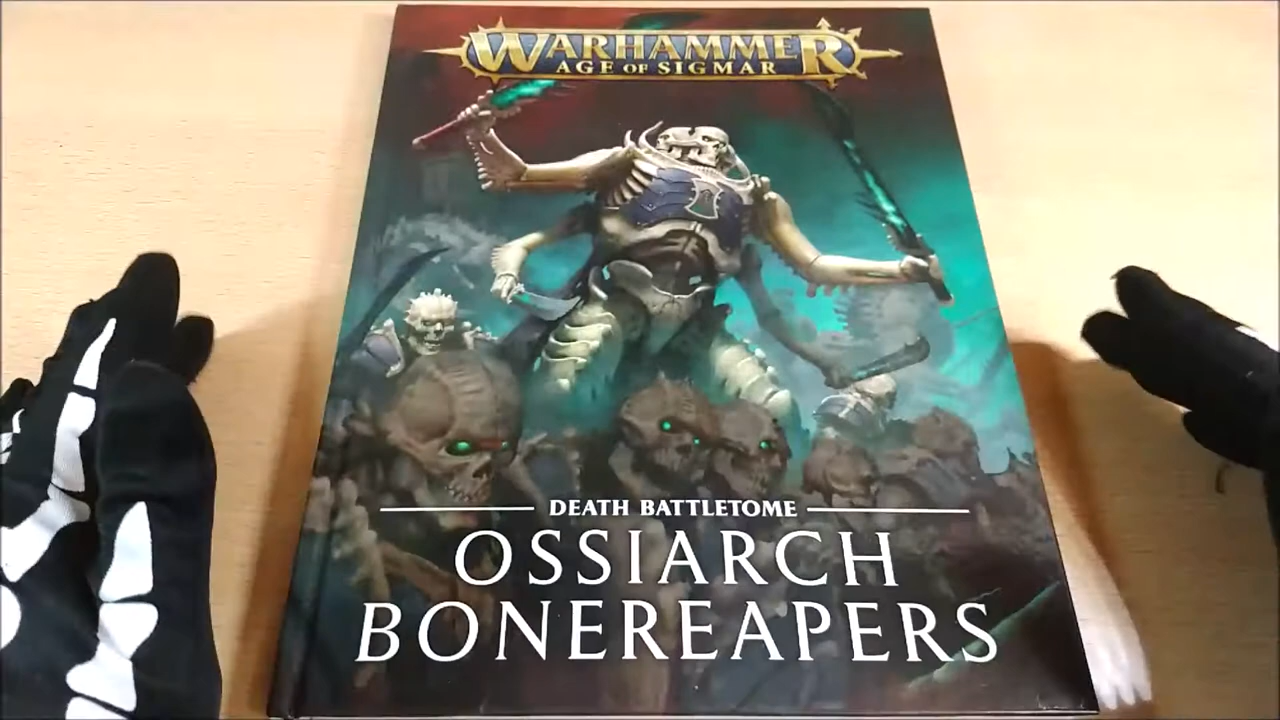 WARHAMMER
AGE OF SIGMAR
DEATH BATTLETOME
OSSIARCH
BONEREAPERS